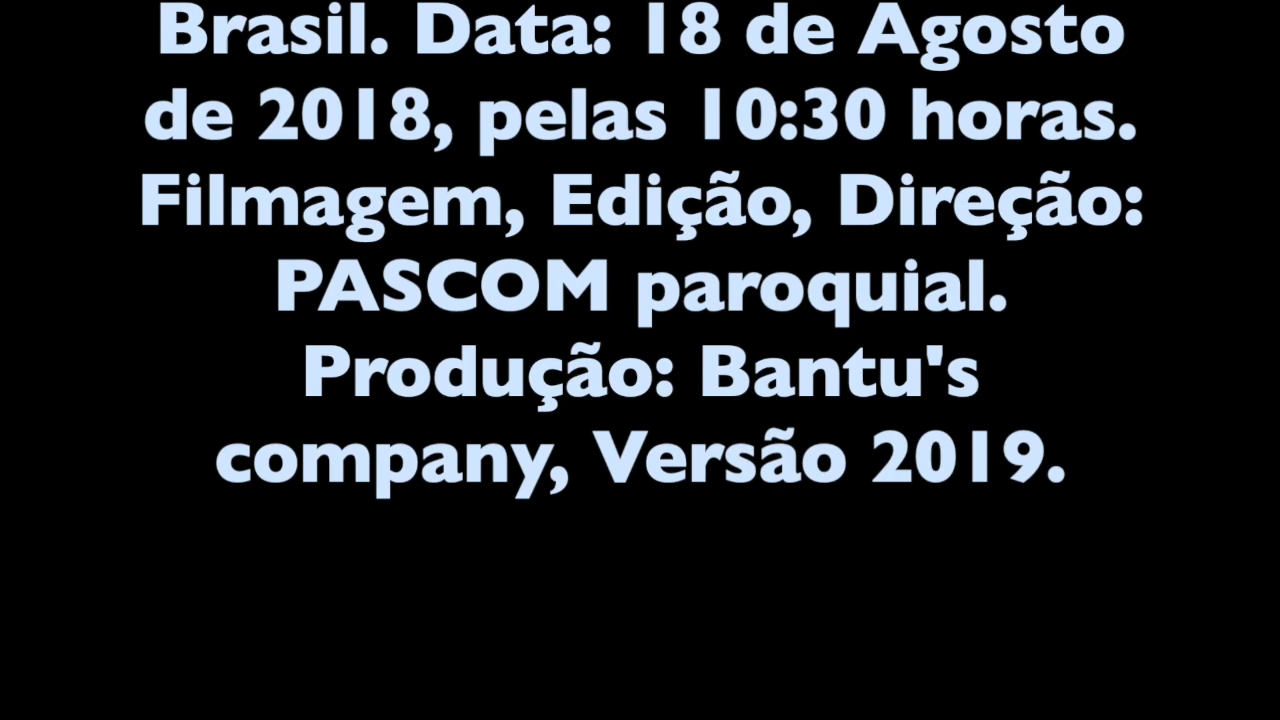 Brasil. Data: 18 de Agosto
de 2018, pelas 10:30 horas.
Filmagem, Edição, Direção:
PASCOM paroquial.
Produção: Bantu's
company, Versão 2019.